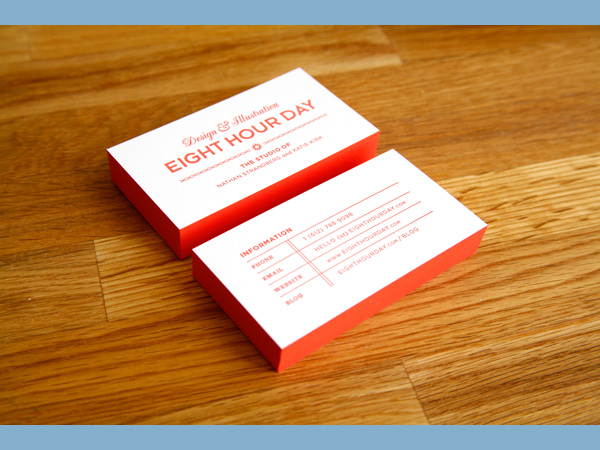 Design & Illustration
EIGHT HOUR DAY
THE STUDIO OF
NATHAN STRANDBERG and KATIE KIRK
INFORMATION
PHONE 1 (612) 788 9098
EMAIL HELLO (at) EIGHTHOURDAY.com
WEBSITE www EIGHTHOURDAY.com
BLOG EIGHTHOURDAY.com / BLOG